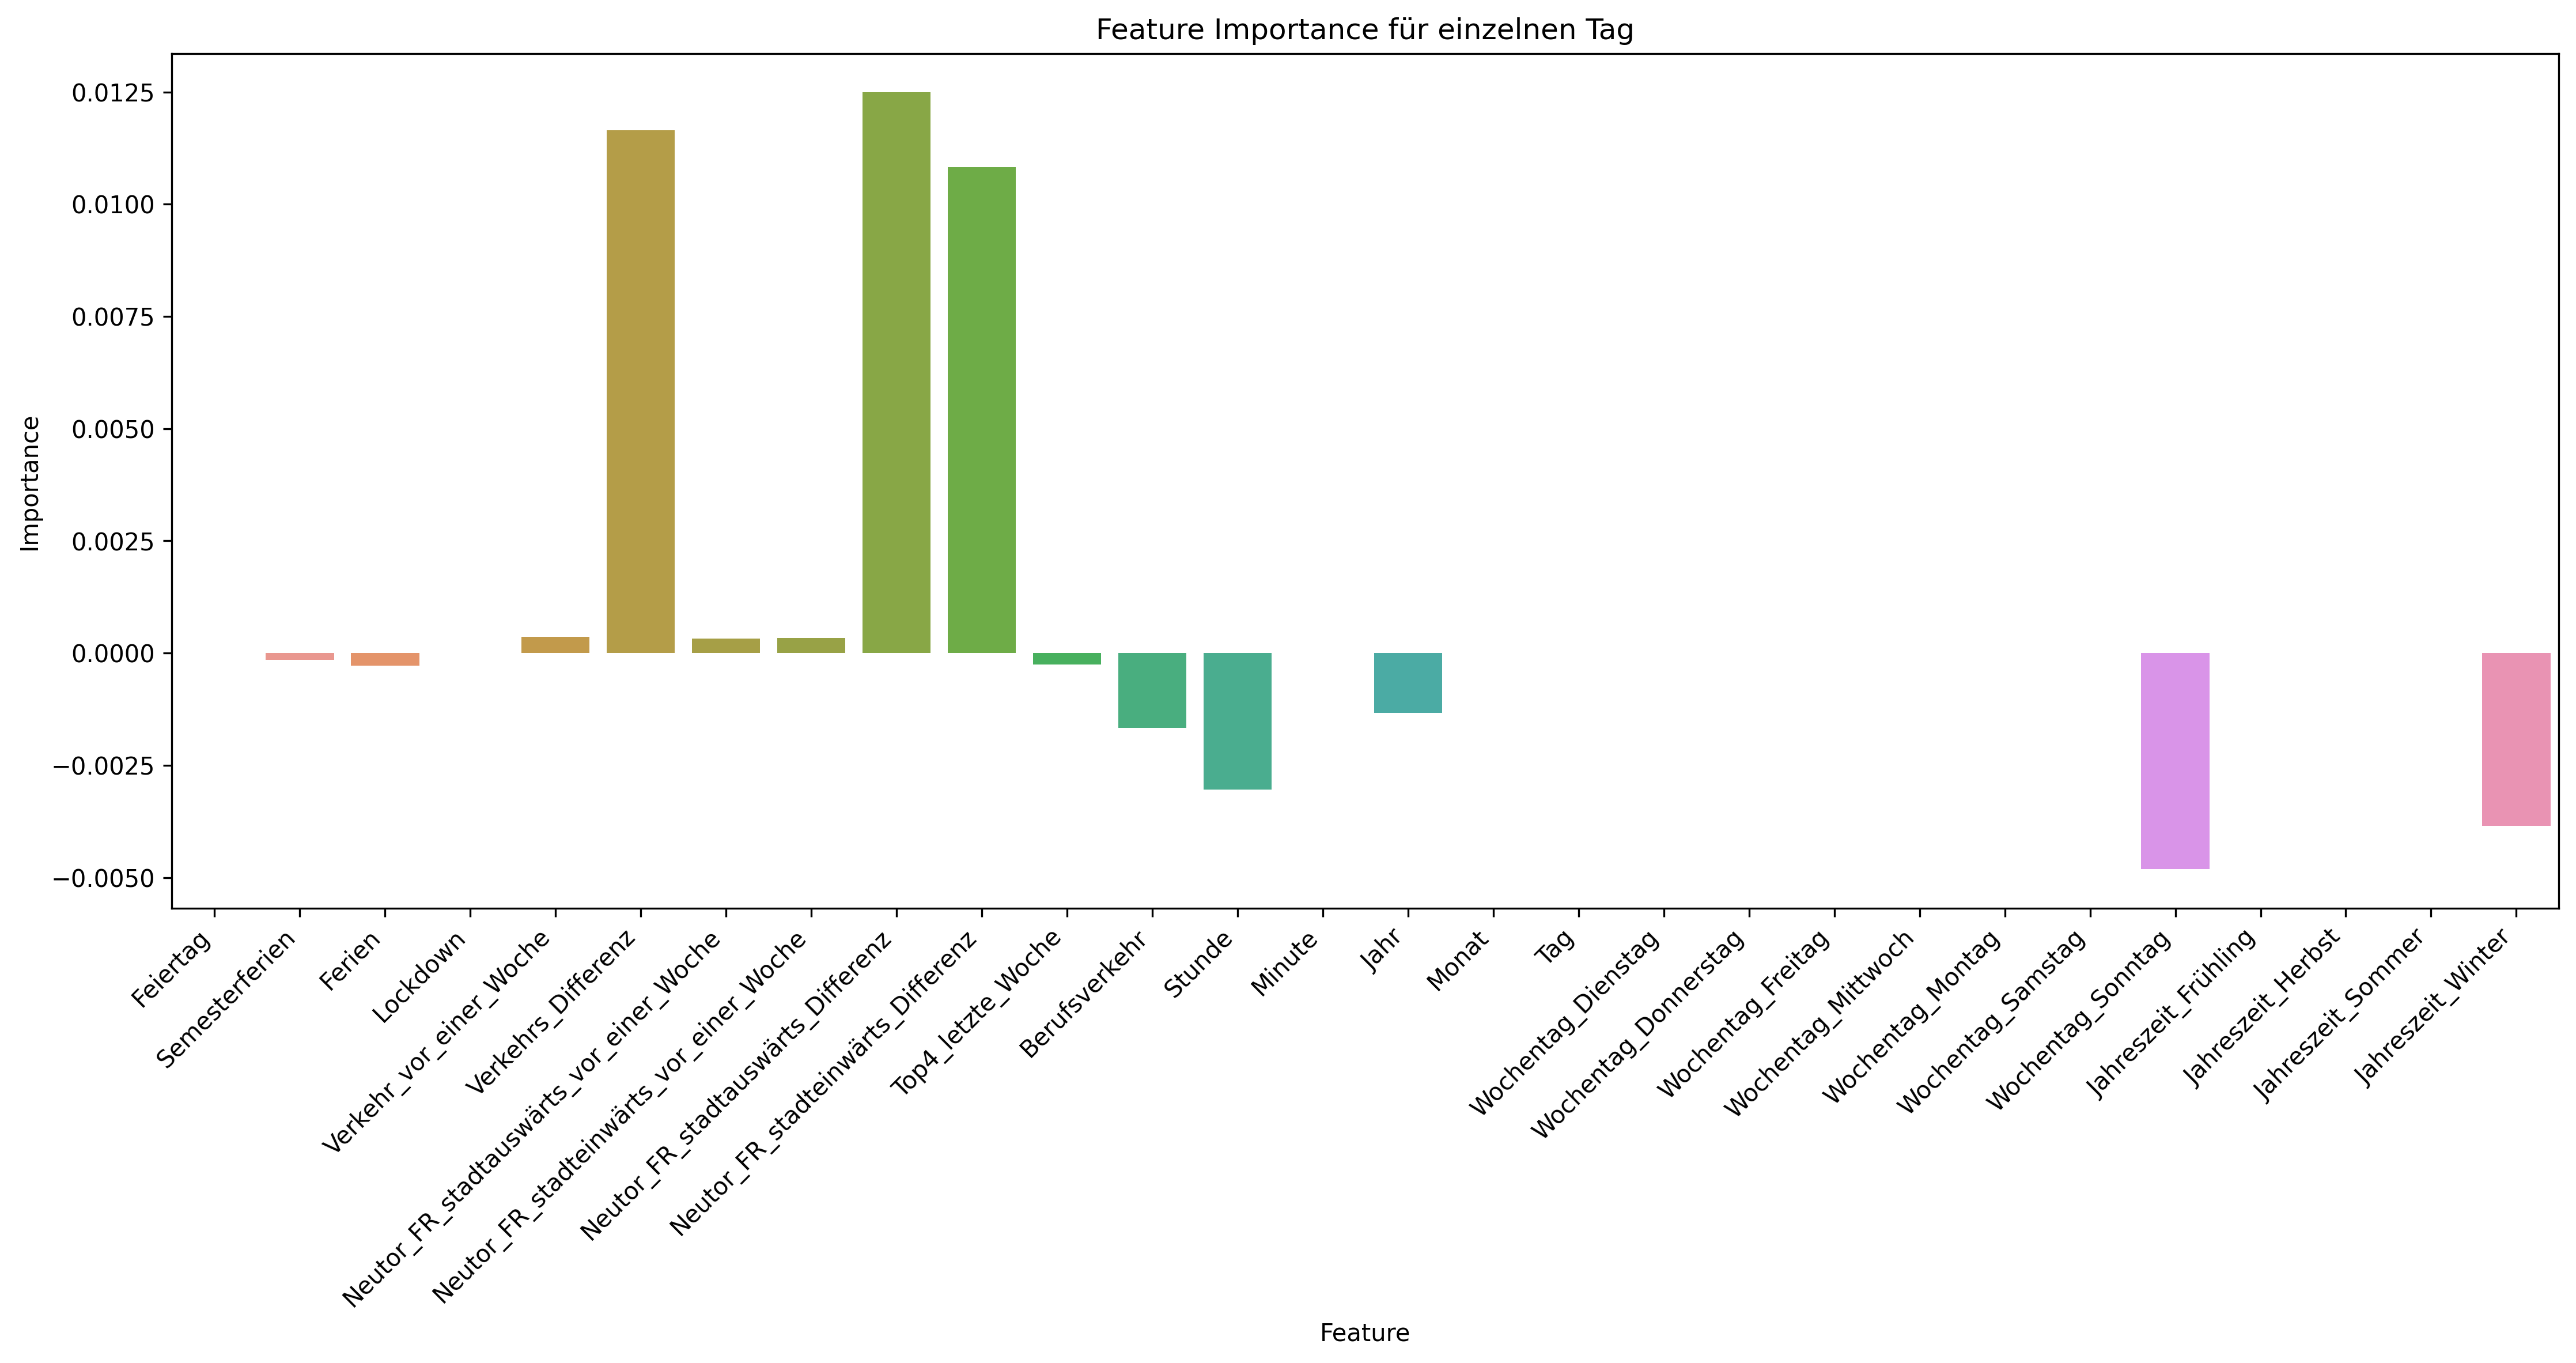 Feature Importance für einzelnen Tag
Importance
0.0125
0.0100
0.0075
0.0050
0.0025
0.0000
−0.0025
−0.0050
Feiertag
Semesterferien
Ferien
Lockdown
Verkehr_vor_einer_Woche
Verkehrs_Differenz
Neutor_FR_stadtauswärts_vor_einer_Woche
Neutor_FR_stadteinwärts_vor_einer_Woche
Neutor_FR_stadtauswärts_Differenz
Neutor_FR_stadteinwärts_Differenz
Top4_letzte_Woche
Berufsverkehr
Stunde
Minute
Jahr
Monat
Tag
Wochentag_Dienstag
Wochentag_Donnerstag
Wochentag_Freitag
Wochentag_Mittwoch
Wochentag_Montag
Wochentag_Samstag
Wochentag_Sonntag
Jahreszeit_Frühling
Jahreszeit_Herbst
Jahreszeit_Sommer
Jahreszeit_Winter
Feature